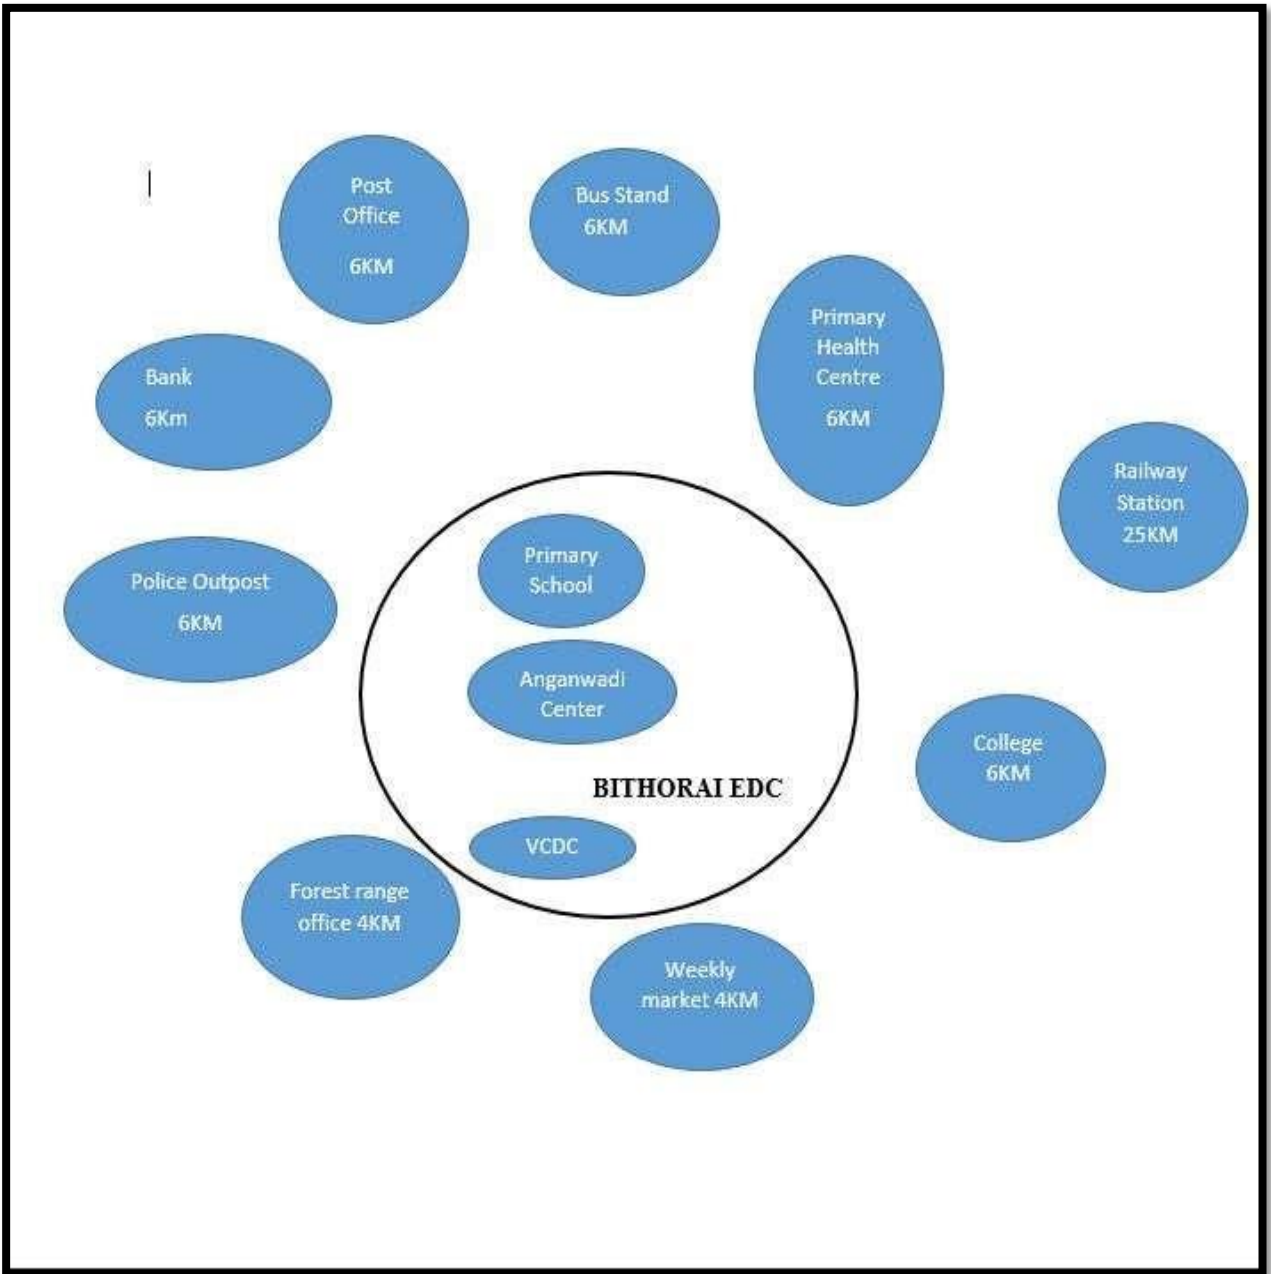 Post
Office
6KM
Bus Stand
6KM
Primary
Health
Centre
6KM
Bank
6Km
Railway
Station
25KM
Police Outpost
6KM
Primary
School
Anganwadi
Center
College
6KM
BITHORAI EDC
VCDC
Forest range
office 4KM
Weekly
market 4KM